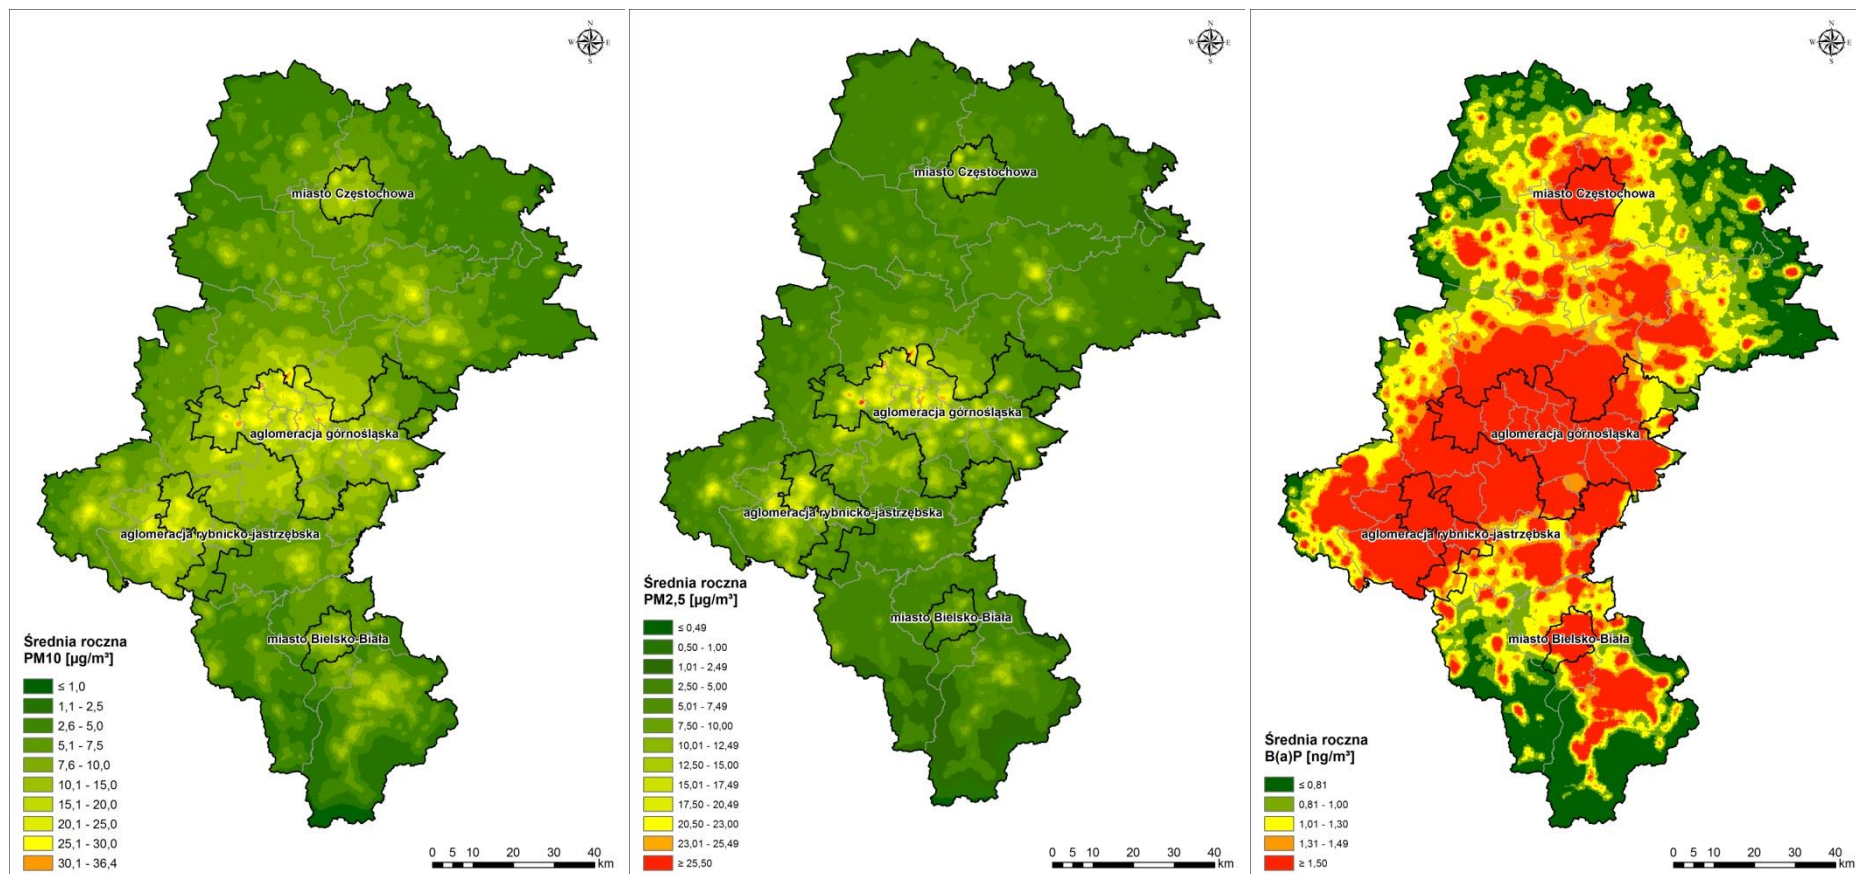 N
W E
S
miasto Częstochowa
aglomeracja górnośląska
aglomeracja rybnicko-jastrzębska
miasto Bielsko-Biała
Średnia roczna
PM10 [µg/m³]
≤ 1,0
1,1 - 2,5
2,6 - 5,0
5,1 - 7,5
7,6 - 10,0
10,1 - 15,0
15,1 - 20,0
20,1 - 25,0
25,1 - 30,0
30,1 - 36,4
0 5 10 20 30 40
km
N
W E
S
miasto Częstochowa
aglomeracja górnośląska
aglomeracja rybnicko-jastrzębska
miasto Bielsko-Biała
Średnia roczna
PM2,5 [µg/m³]
≤ 0,49
0,50 - 1,00
1,01 - 2,49
2,50 - 5,00
5,01 - 7,49
7,50 - 10,00
10,01 - 12,49
12,50 - 15,00
15,01 - 17,49
17,50 - 20,49
20,50 - 23,00
23,01 - 25,49
≥ 25,50
0 5 10 20 30 40
km
N
W E
S
miasto Częstochowa
aglomeracja górnośląska
aglomeracja rybnicko-jastrzębska
miasto Bielsko-Biała
Średnia roczna
B(a)P [ng/m³]
≤ 0,81
0,81 - 1,00
1,01 - 1,30
1,31 - 1,49
≥ 1,50
0 5 10 20 30 40
km